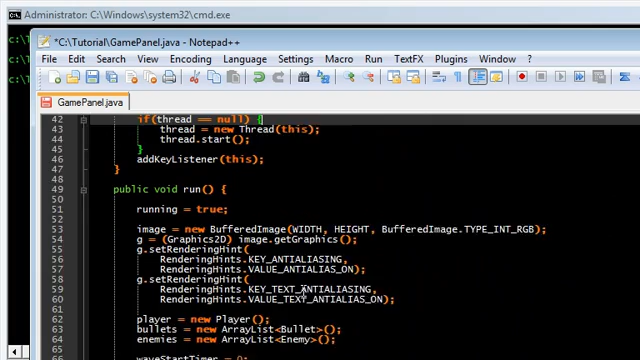 Administrator: C:\Windows\system32\cmd.exe
*C:\Tutorial\GamePanel.java - Notepad++
File Edit Search View Encoding Language Settings Macro Run TextFX Plugins Window ?
GamePanel.java
42 if(thread == null) {
43 thread = new Thread(this);
44 thread.start();
45 }
46 addKeyListener(this);
47 }
48
49 public void run() {
50
51 running = true;
52
53 image = new BufferedImage(WIDTH, HEIGHT, BufferedImage.TYPE_INT_RGB);
54 g = (Graphics2D) image.getGraphics();
55 g.setRenderingHint(
56 RenderingHints.KEY_ANTIALIASING,
57 RenderingHints.VALUE_ANTIALIAS_ON);
58 g.setRenderingHint(
59 RenderingHints.KEY_TEXT_ANTIALIASING,
60 RenderingHints.VALUE_TEXT_ANTIALIAS_ON);
61
62 player = new Player();
63 bullets = new ArrayList<Bullet>();
64 enemies = new ArrayList<Enemy>();
65
66 waveStartTimer = 0;